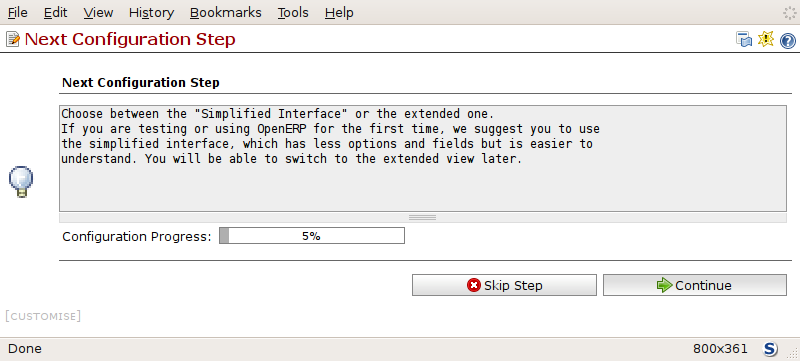 File Edit View History Bookmarks Tools Help
Next Configuration Step
Next Configuration Step
Choose between the "Simplified Interface" or the extended one.
If you are testing or using OpenERP for the first time, we suggest you to use
the simplified interface, which has less options and fields but is easier to
understand. You will be able to switch to the extended view later.
Configuration Progress: 5%
Skip Step Continue
[CUSTOMISE]
Done 800x361 S